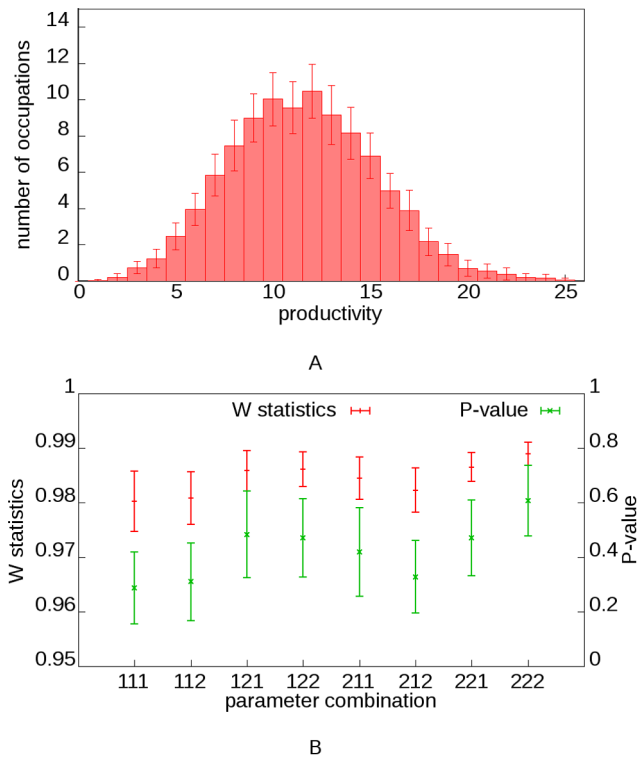 14
12
10
8
6
4
2
0
number of occupations
0 5 10 15 20 25
productivity
A
1
0.99
0.98
0.97
0.96
0.95
W statistics
W statistics P-value
1
0.8
0.6
0.4
0.2
0
P-value
111 112 121 122 211 212 221 222
parameter combination
B